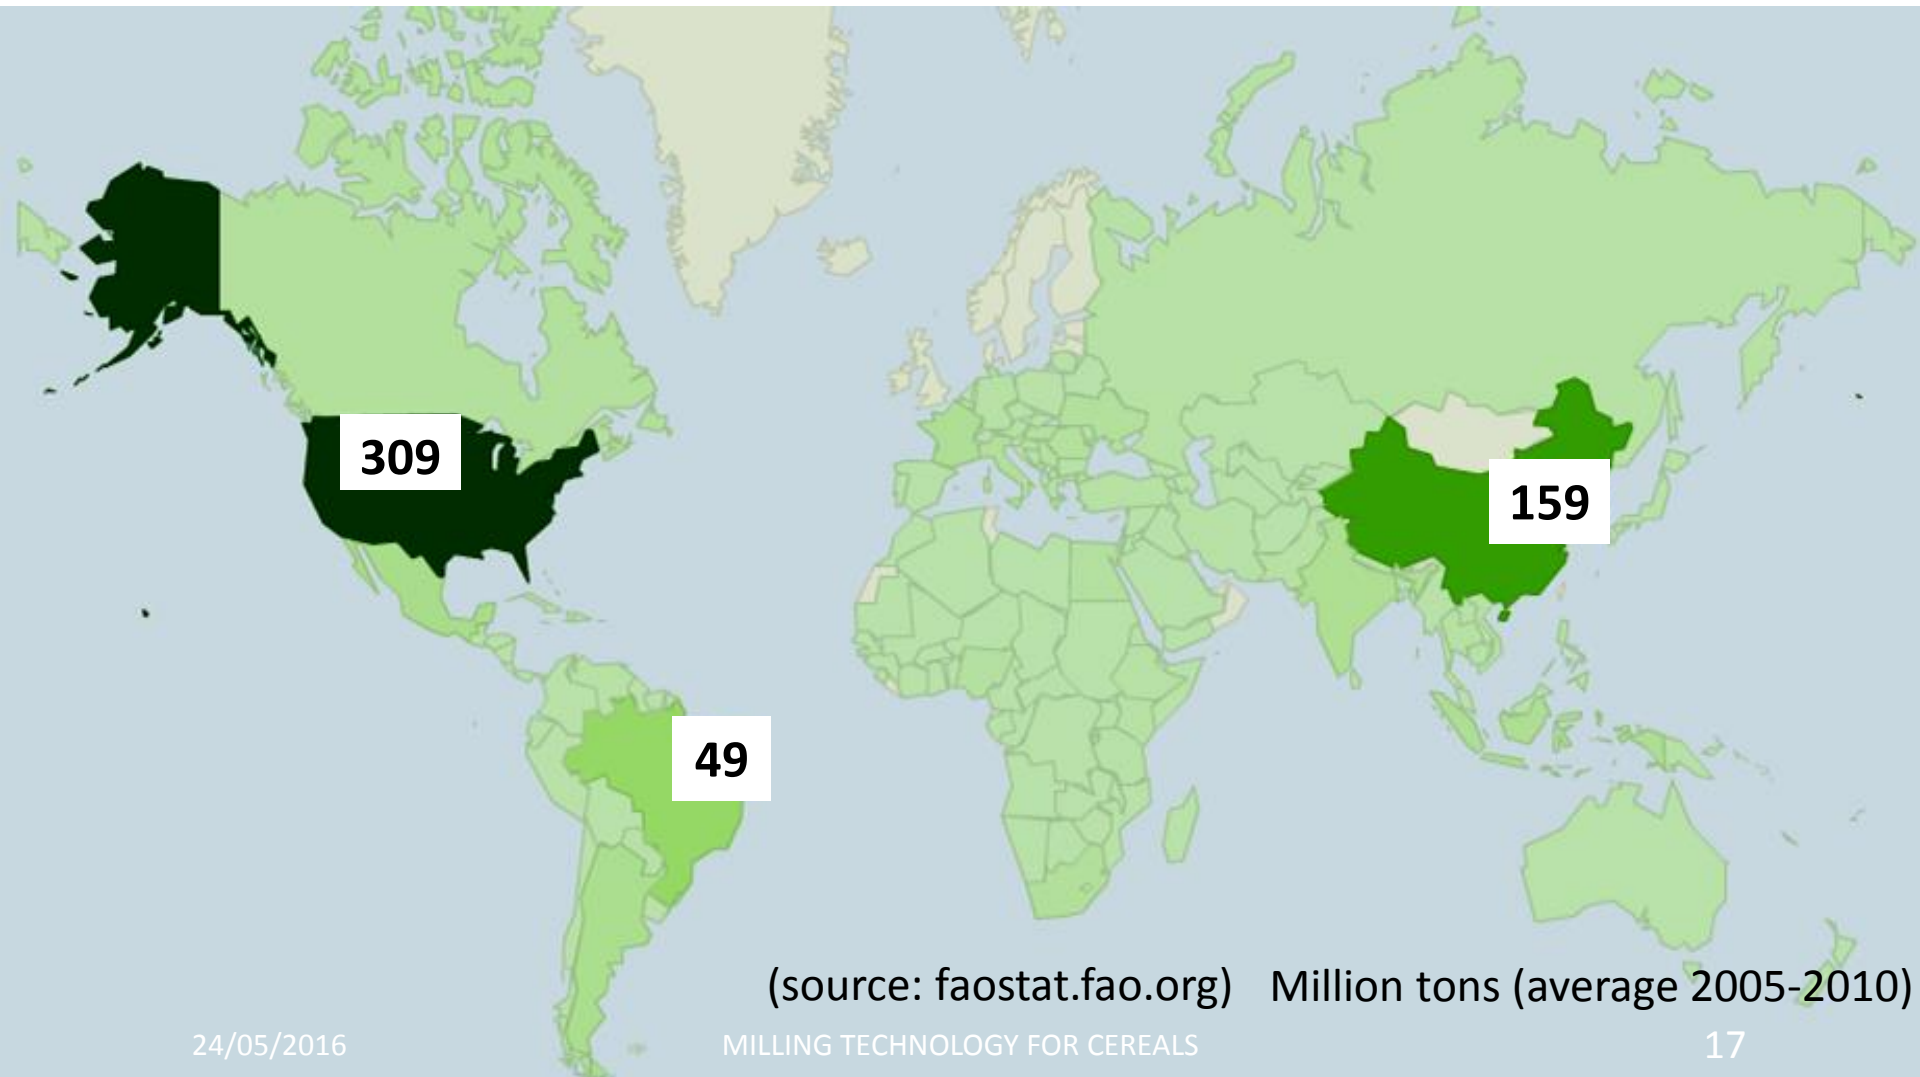 309
159
49
(source: faostat.fao.org) Million tons (average 2005-2010)
24/05/2016 MILLING TECHNOLOGY FOR CEREALS 17